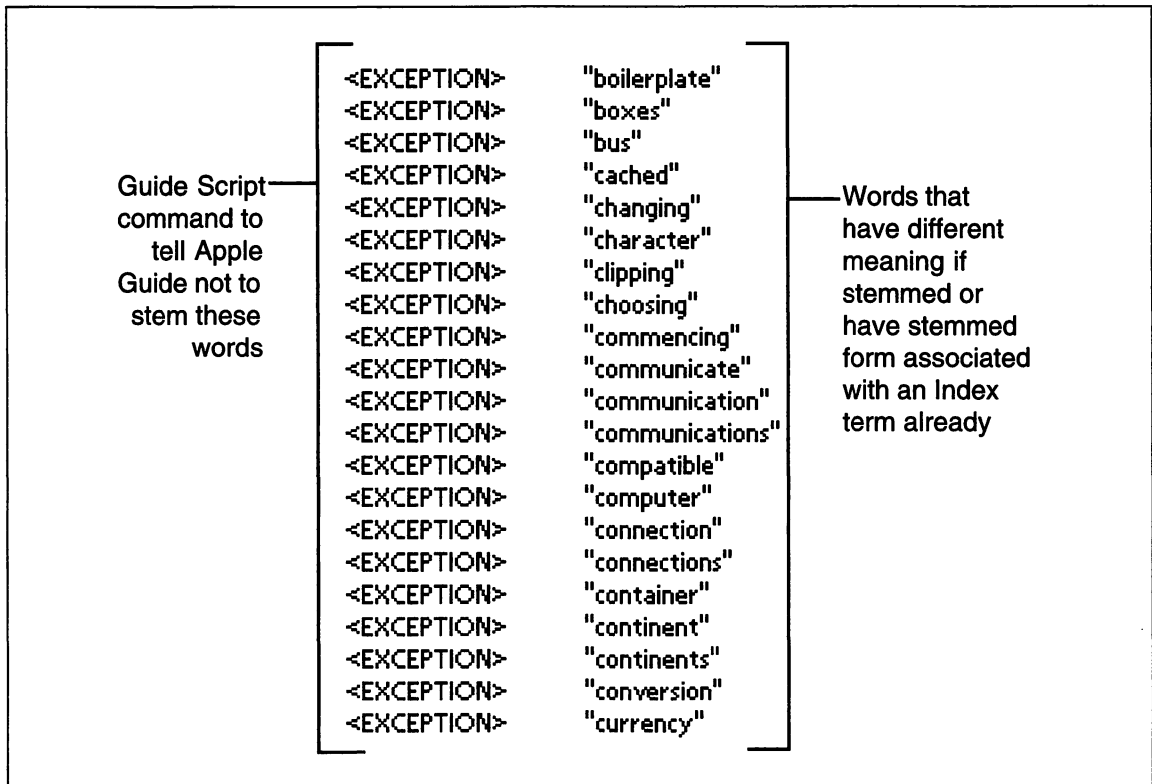 Guide Script
command to
tell Apple
Guide not to
stem these
words
<EXCEPTION> "boilerplate"
<EXCEPTION> "boxes"
<EXCEPTION> "bus"
<EXCEPTION> "cached"
<EXCEPTION> "changing"
<EXCEPTION> "character"
<EXCEPTION> "clipping"
<EXCEPTION> "choosing"
<EXCEPTION> "commencing"
<EXCEPTION> "communicate"
<EXCEPTION> "communication"
<EXCEPTION> "communications"
<EXCEPTION> "compatible"
<EXCEPTION> "computer"
<EXCEPTION> "connection"
<EXCEPTION> "connections"
<EXCEPTION> "container"
<EXCEPTION> "continent"
<EXCEPTION> "continents"
<EXCEPTION> "conversion"
<EXCEPTION> "currency"
Words that
have different
meaning if
stemmed or
have stemmed
form associated
with an Index
term already